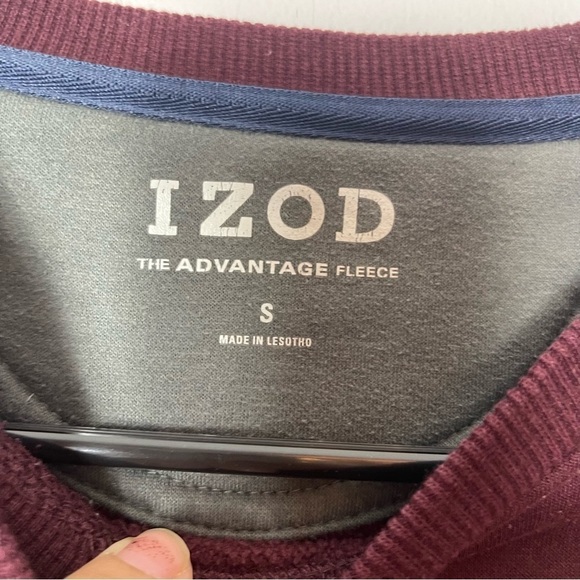 IZOD
THE ADVANTAGE FLEECE
S
MADE IN LESOTHO